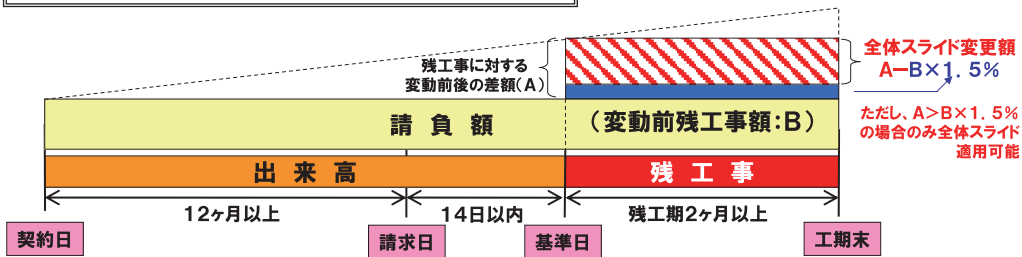 残工事に対する
変動前後の差額(A)
全体スライド変更額
A－B×1．5％
ただし、A＞B×1．5％
の場合のみ全体スライド
適用可能
請 負 額
（変動前残工事額：B）
出 来 高
残 工 事
12ヶ月以上
14日以内
残工期2ヶ月以上
契約日
請求日
基準日
工期末